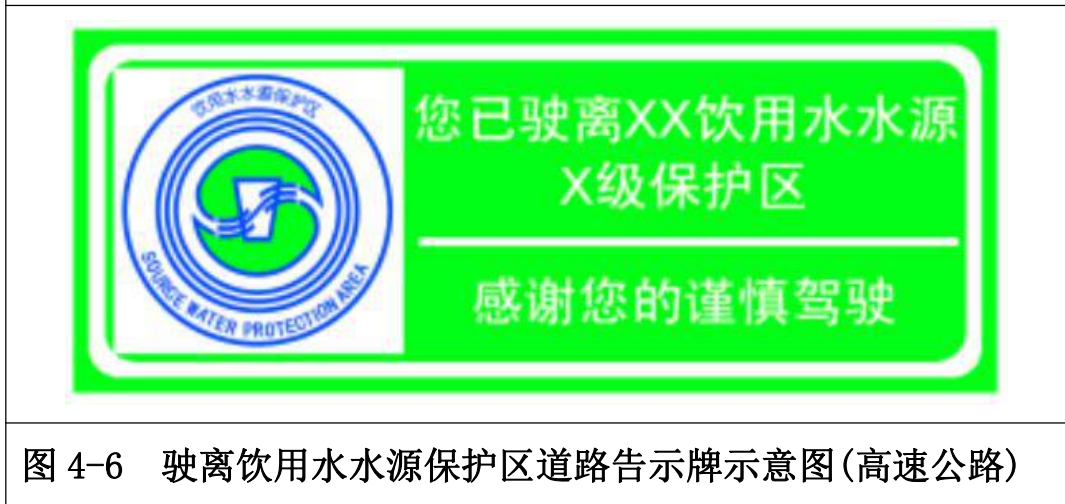 饮用水水源保护区
SOURCE WATER PROTECTION AREA
您已驶离XX饮用水水源
X级保护区
感谢您的谨慎驾驶
图 4-6 驶离饮用水水源保护区道路告示牌示意图(高速公路)